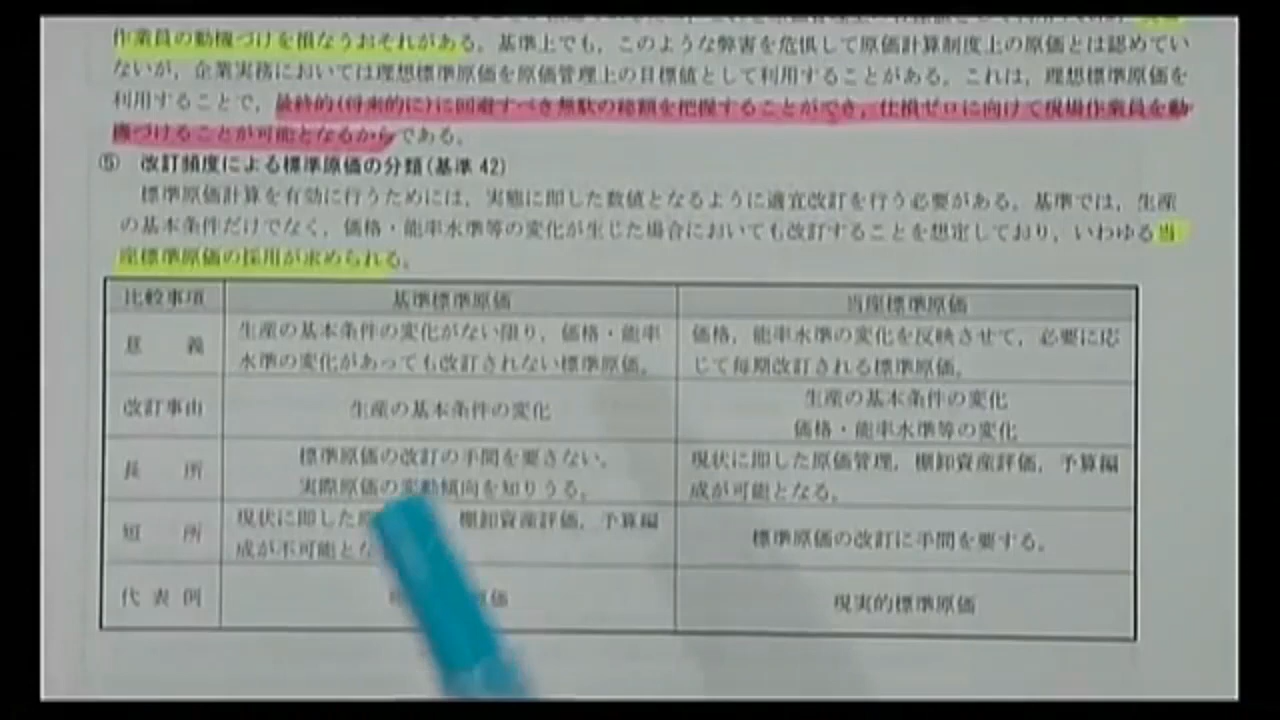 作業員の動機づけを損なうおそれがある。基準上でも，このような弊害を危惧して原価計算制度上の原価とは認めてい
ないが，企業実務においては理想標準原価を原価管理上の目標値として利用することがある。これは，理想標準原価を
利用することで，最終的(将来的に)に回避すべき無駄の総額を把握することができ，仕損ゼロに向けて現場作業員を動
機づけることが可能となるからである。
⑤ 改訂頻度による標準原価の分類(基準 42)
標準原価計算を有効に行うためには，実態に即した数値となるように適宜改訂を行う必要がある。基準では，生産
の基本条件だけでなく，価格・能率水準等の変化が生じた場合においても改訂することを想定しており，いわゆる当
座標準原価の採用が求められる。
比較事項 基準標準原価 当座標準原価
意 義 生産の基本条件の変化がない限り，価格・能率
水準の変化があっても改訂されない標準原価。
価格，能率水準の変化を反映させて，必要に応
じて毎期改訂される標準原価。
改訂事由 生産の基本条件の変化
生産の基本条件の変化
価格・能率水準等の変化
長 所 標準原価の改訂の手間を要さない。
実際原価の変動傾向を知りうる。
現状に即した原価管理，棚卸資産評価，予算編
成が可能となる。
短 所 現状に即した 棚卸資産評価，予算編
成が不可能とな
標準原価の改訂に手間を要する。
代 表 例 価 現実的標準原価